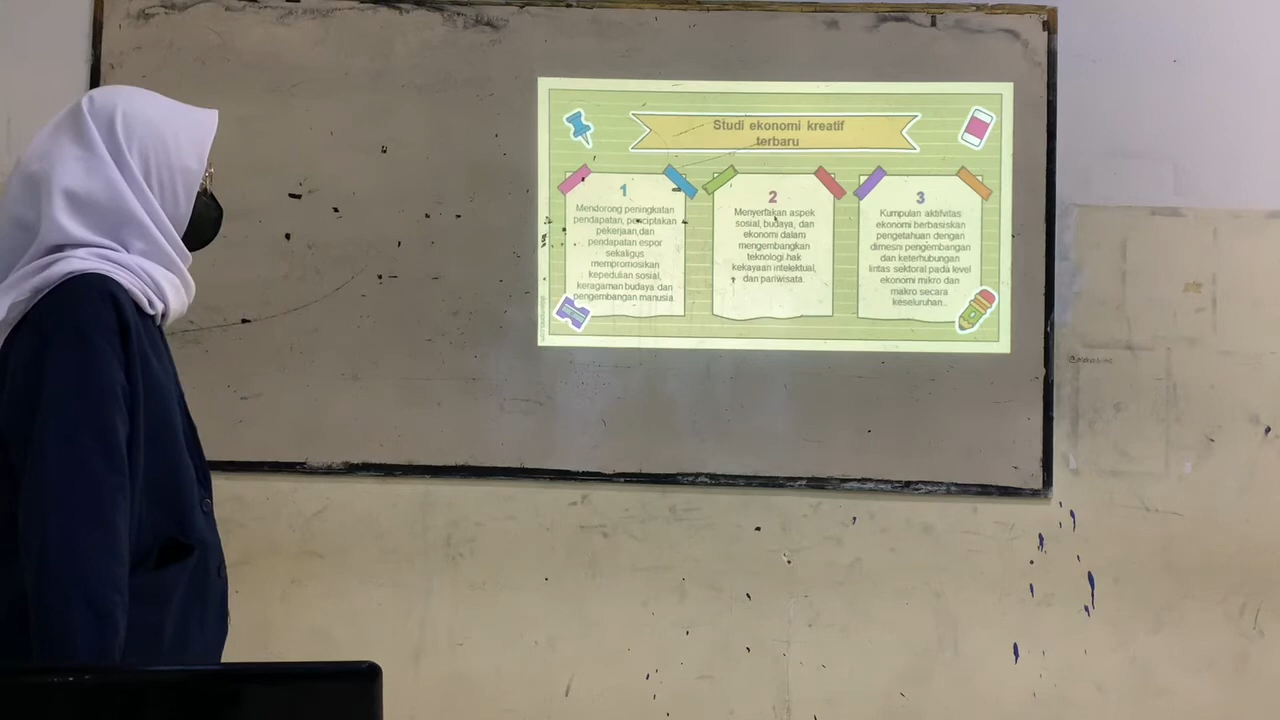 Studi ekonomi kreatif
terbaru
1
Mendorong peningkatan
pendapatan, penciptakan
pekerjaan,dan
pendapatan espor
sekaligus
mempromosikan
kepedulian sosial,
keragaman budaya dan
pengembangan manusia
2
Menyertakan aspek
sosial, budaya, dan
ekonomi dalam
mengembangkan
teknologi.hak
kekayaan intelektual,
dan pariwisata.
3
Kumpulan aktifvitas
ekonomi berbasiskan
pengetahuan dengan
dimesni pengembangan
dan keterhubungan
lintas sektoral pada level
ekonomi mikro dan
makro secara
keseluruhan..